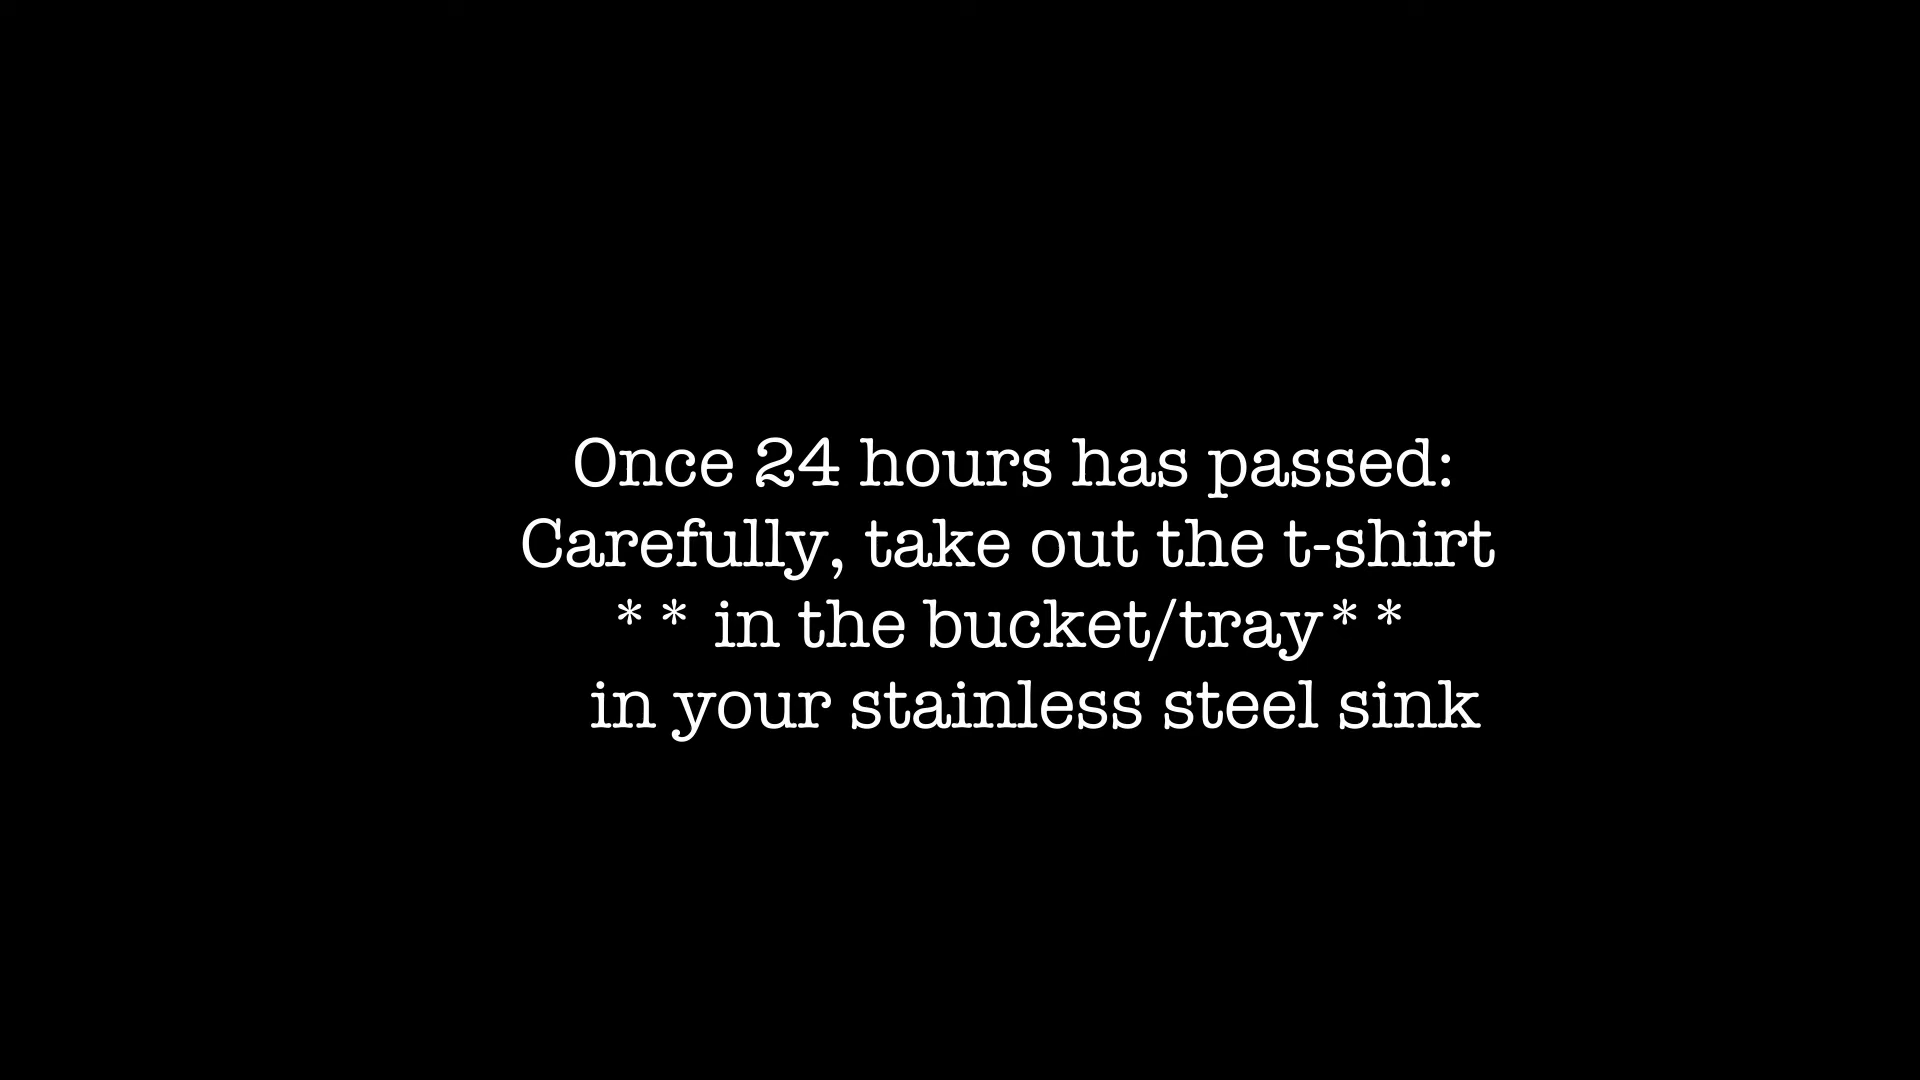 Once 24 hours has passed:
Carefully, take out the t-shirt
** in the bucket/tray**
in your stainless steel sink